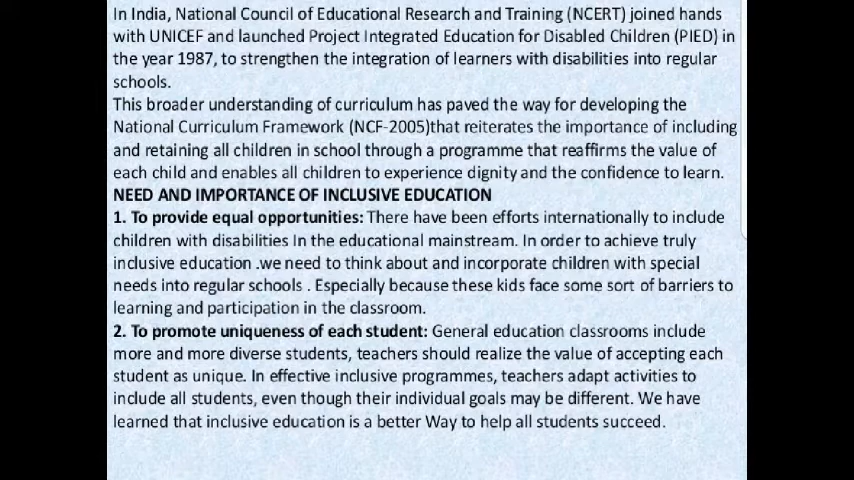 In India, National Council of Educational Research and Training (NCERT) joined hands
with UNICEF and launched Project Integrated Education for Disabled Children (PIED) in
the year 1987, to strengthen the integration of learners with disabilities into regular
schools.
This broader understanding of curriculum has paved the way for developing the
National Curriculum Framework (NCF-2005)that reiterates the importance of including
and retaining all children in school through a programme that reaffirms the value of
each child and enables all children to experience dignity and the confidence to learn.
NEED AND IMPORTANCE OF INCLUSIVE EDUCATION
1. To provide equal opportunities: There have been efforts internationally to include
children with disabilities In the educational mainstream. In order to achieve truly
inclusive education .we need to think about and incorporate children with special
needs into regular schools . Especially because these kids face some sort of barriers to
learning and participation in the classroom.
2. To promote uniqueness of each student: General education classrooms include
more and more diverse students, teachers should realize the value of accepting each
student as unique. In effective inclusive programmes, teachers adapt activities to
include all students, even though their individual goals may be different. We have
learned that inclusive education is a better Way to help all students succeed.